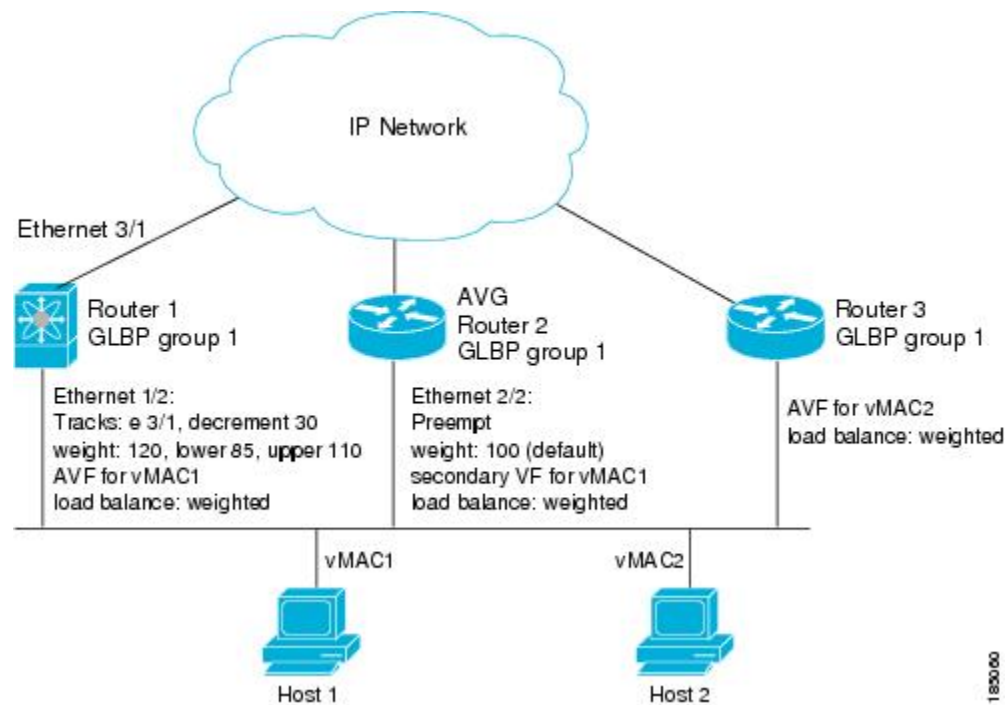 IP Network
Ethernet 3/1
Router 1
GLBP group 1
AVG
Router 2
GLBP group 1
Router 3
GLBP group 1
Ethernet 1/2:
Tracks: e 3/1, decrement 30
weight: 120, lower 85, upper 110
AVF for vMAC1
load balance: weighted
Ethernet 2/2:
Preempt
weight: 100 (default)
secondary VF for vMAC1
load balance: weighted
AVF for vMAC2
load balance: weighted
vMAC1
vMAC2
Host 1
Host 2
185060